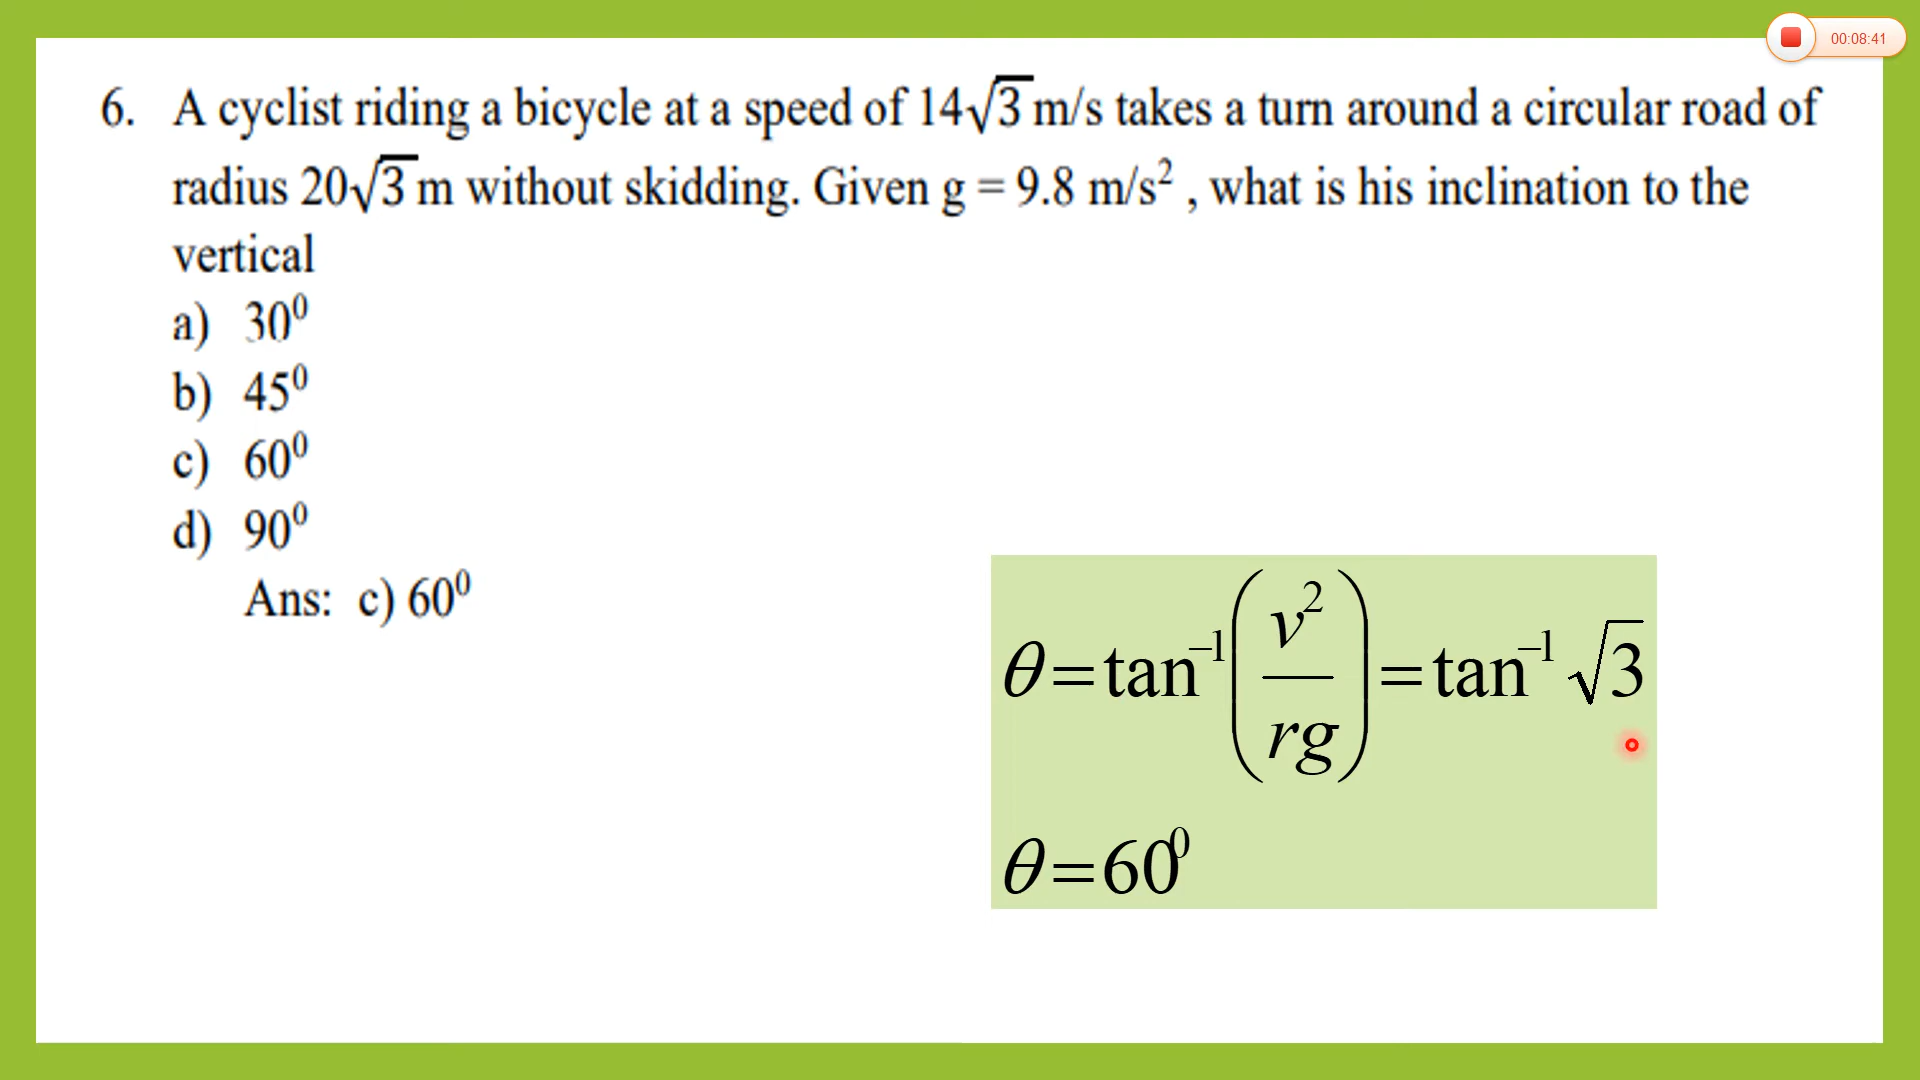 00:08:41
6. A cyclist riding a bicycle at a speed of 14√3 m/s takes a turn around a circular road of
radius 20√3 m without skidding. Given g = 9.8 m/s² , what is his inclination to the
vertical
a) 30⁰
b) 45⁰
c) 60⁰
d) 90⁰
Ans: c) 60⁰
θ = tan⁻¹(v²/rg) = tan⁻¹ √3
θ = 60⁰